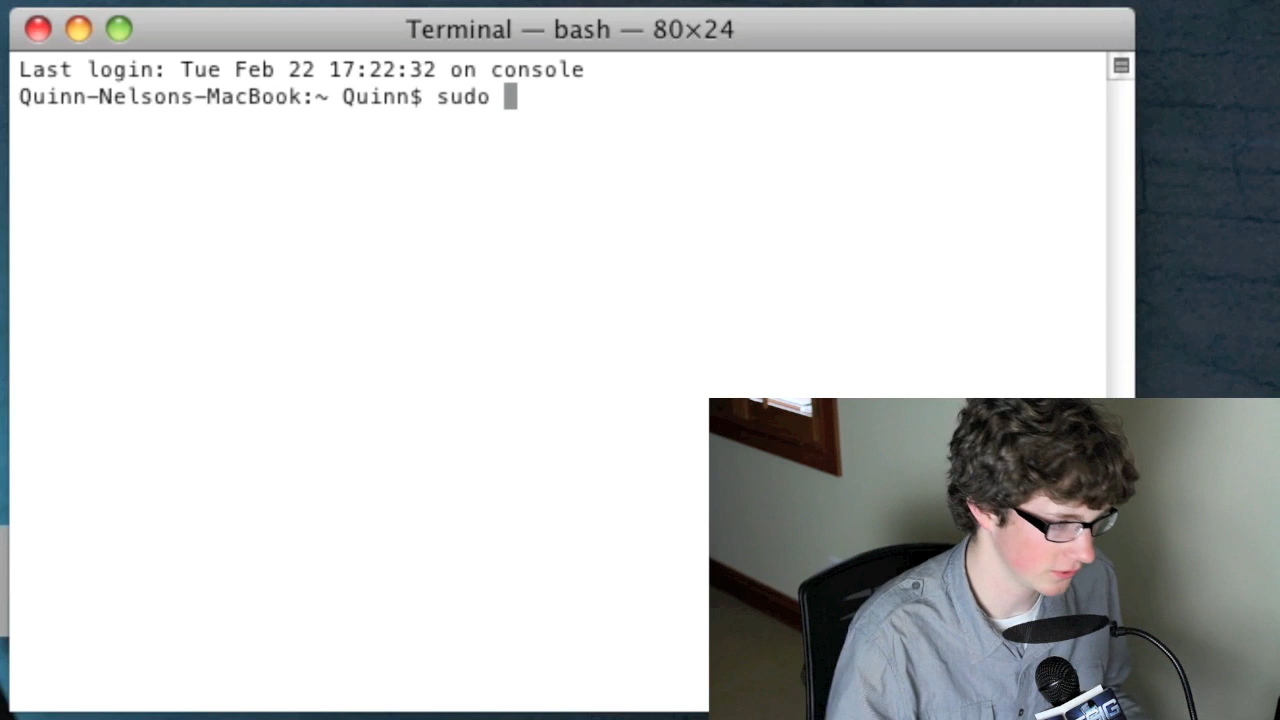 Terminal — bash — 80×24
Last login: Tue Feb 22 17:22:32 on console
Quinn-Nelsons-MacBook:~ Quinn$ sudo